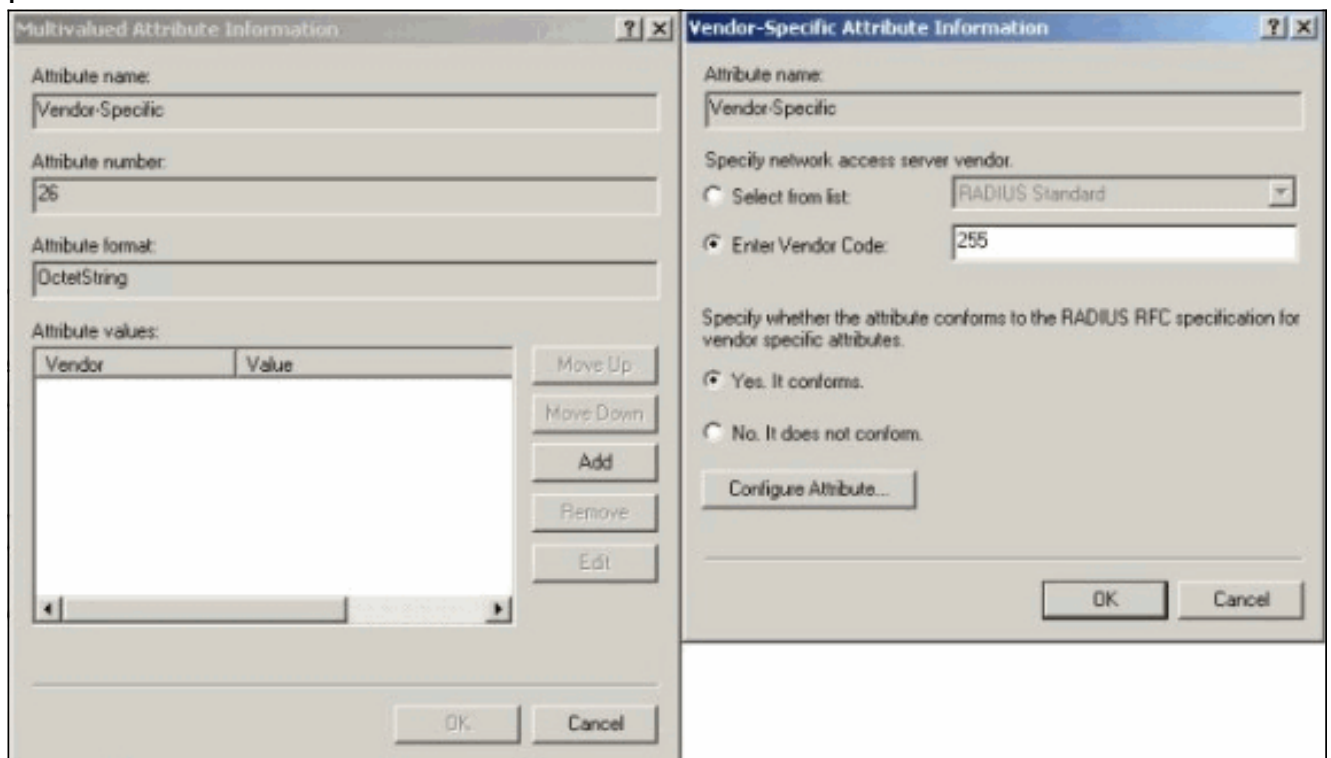 Multivalued Attribute Information
Attribute name:
Vendor-Specific
Attribute number:
26
Attribute format:
OctetString
Attribute values:
Vendor Value
Move Up
Move Down
Add
Remove
Edit
OK Cancel
Vendor-Specific Attribute Information
Attribute name:
Vendor-Specific
Specify network access server vendor.
Select from list: RADIUS Standard
Enter Vendor Code: 255
Specify whether the attribute conforms to the RADIUS RFC specification for
vendor specific attributes.
Yes. It conforms.
No. It does not conform.
Configure Attribute...
OK Cancel